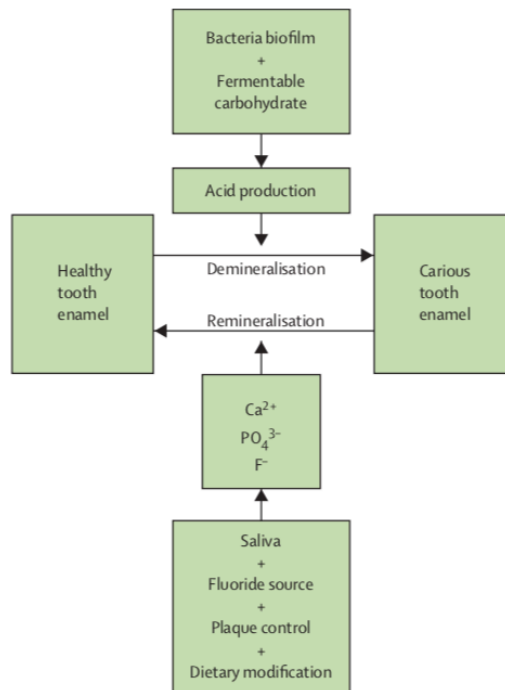 Bacteria biofilm
+
Fermentable
carbohydrate
Acid production
Healthy
tooth
enamel
Demineralisation
Remineralisation
Carious
tooth
enamel
Ca²⁺
PO₄³⁻
F⁻
Saliva
+
Fluoride source
+
Plaque control
+
Dietary modification